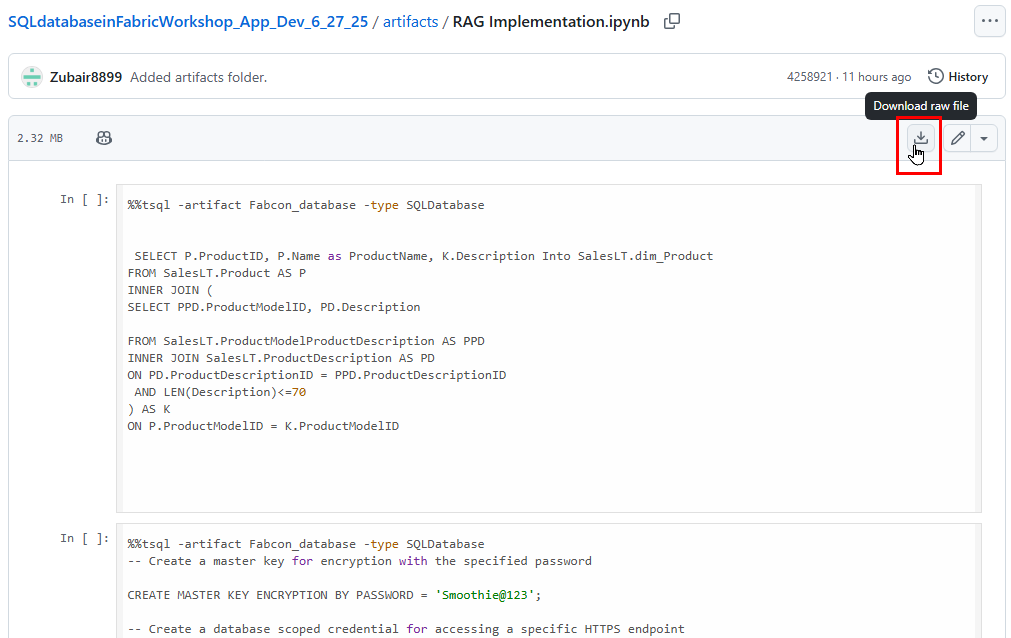 SQLdatabaseinFabricWorkshop_App_Dev_6_27_25 / artifacts / RAG Implementation.ipynb
Zubair8899 Added artifacts folder. 4258921 · 11 hours ago History
Download raw file
2.32 MB
In [ ]: %%tsql -artifact Fabcon_database -type SQLDatabase
SELECT P.ProductID, P.Name as ProductName, K.Description Into SalesLT.dim_Product
FROM SalesLT.Product AS P
INNER JOIN (
SELECT PPD.ProductModelID, PD.Description
FROM SalesLT.ProductModelProductDescription AS PPD
INNER JOIN SalesLT.ProductDescription AS PD
ON PD.ProductDescriptionID = PPD.ProductDescriptionID
AND LEN(Description)<=70
) AS K
ON P.ProductModelID = K.ProductModelID
In [ ]: %%tsql -artifact Fabcon_database -type SQLDatabase
-- Create a master key for encryption with the specified password
CREATE MASTER KEY ENCRYPTION BY PASSWORD = 'Smoothie@123';
-- Create a database scoped credential for accessing a specific HTTPS endpoint